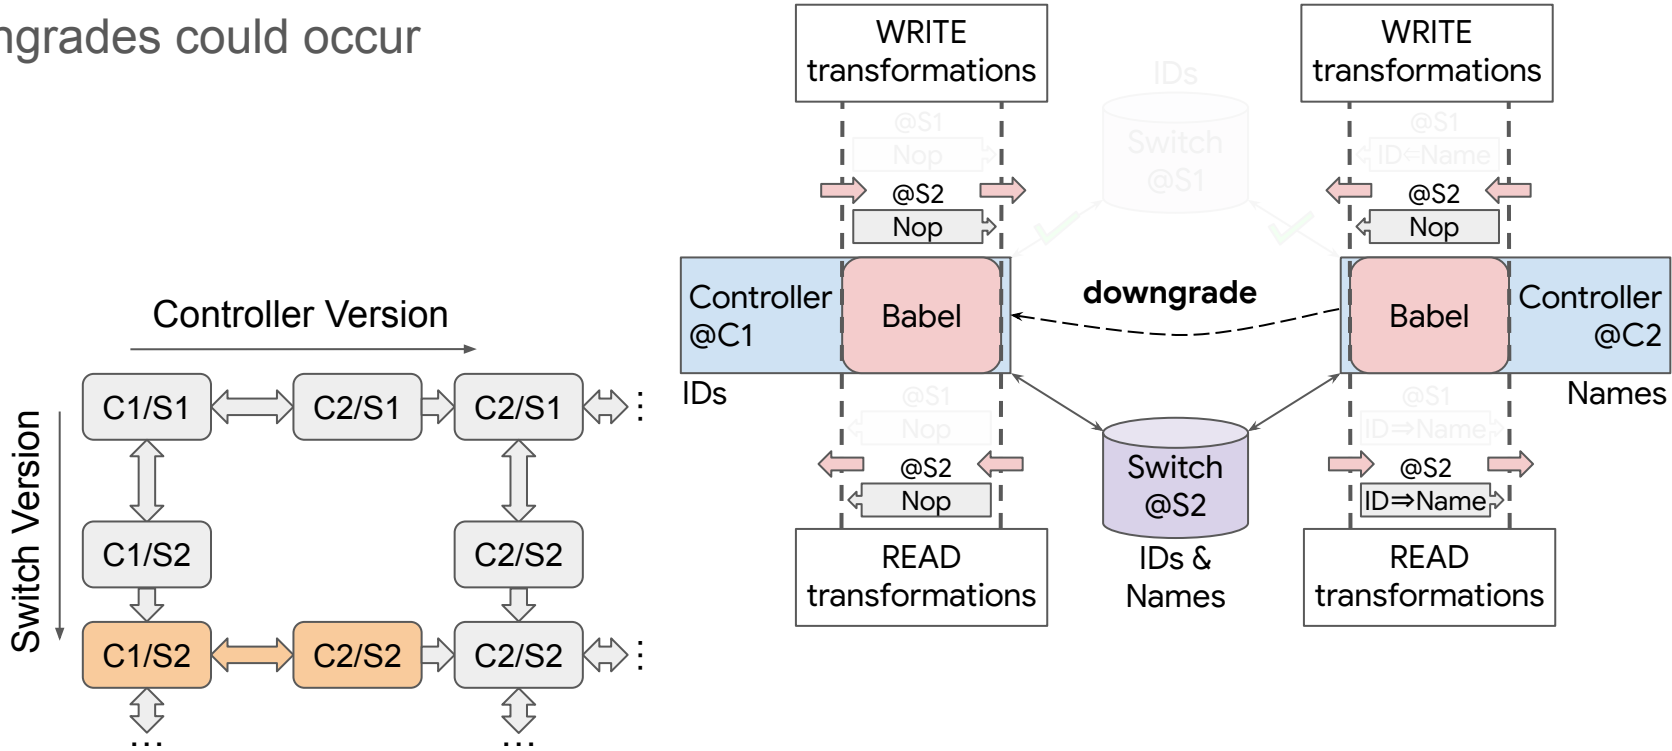 ngrades could occur
Controller Version
Switch Version
C1/S1
C2/S1
C2/S1
⋮
C1/S2
C2/S2
C1/S2
C2/S2
C2/S2
⋮
...
...
WRITE
transformations
WRITE
transformations
IDs
Switch
@S1
@S1
Nop
@S2
Nop
@S1
ID⇐Name
@S2
Nop
Controller
@C1
Babel
IDs
downgrade
Babel
Controller
@C2
Names
@S1
Nop
@S2
Nop
Switch
@S2
IDs &
Names
@S1
ID⇒Name
@S2
ID⇒Name
READ
transformations
READ
transformations